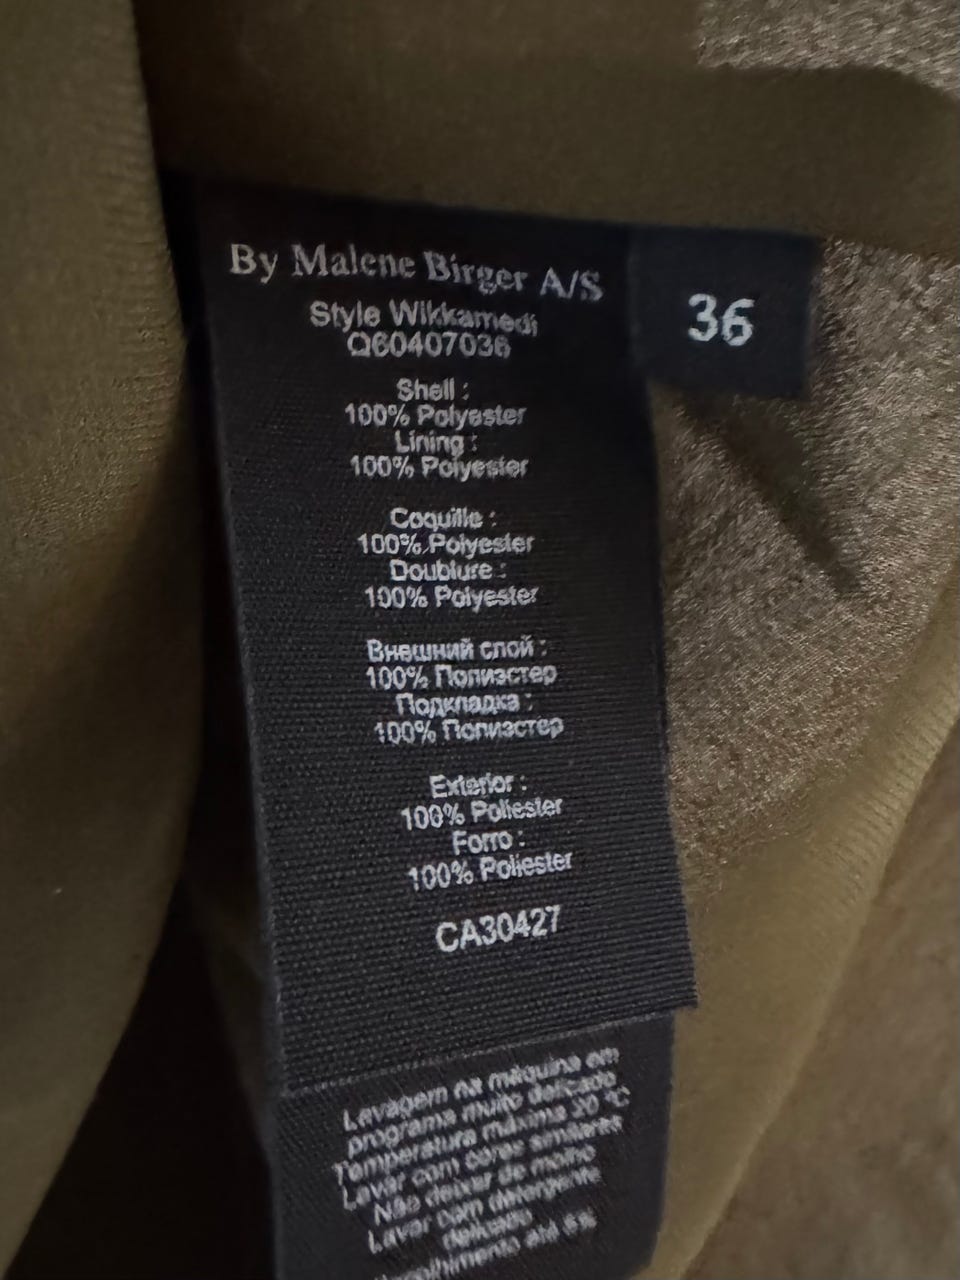 By Malene Birger A/S
36
Style Wikkamedi
Q60407036
Shell :
100% Polyester
Lining :
100% Polyester
Coquille :
100% Polyester
Doublure :
100% Polyester
Внешний слой :
100% Полиэстер
Подкладка :
100% Полиэстер
Exterior :
100% Poliester
Forro :
100% Poliester
CA30427
Lavagem na máquina em
programa muito delicado
Temperatura máxima 30 °C
Lavar com cores similares
Não deixar de molho
Lavar com detergente
delicado